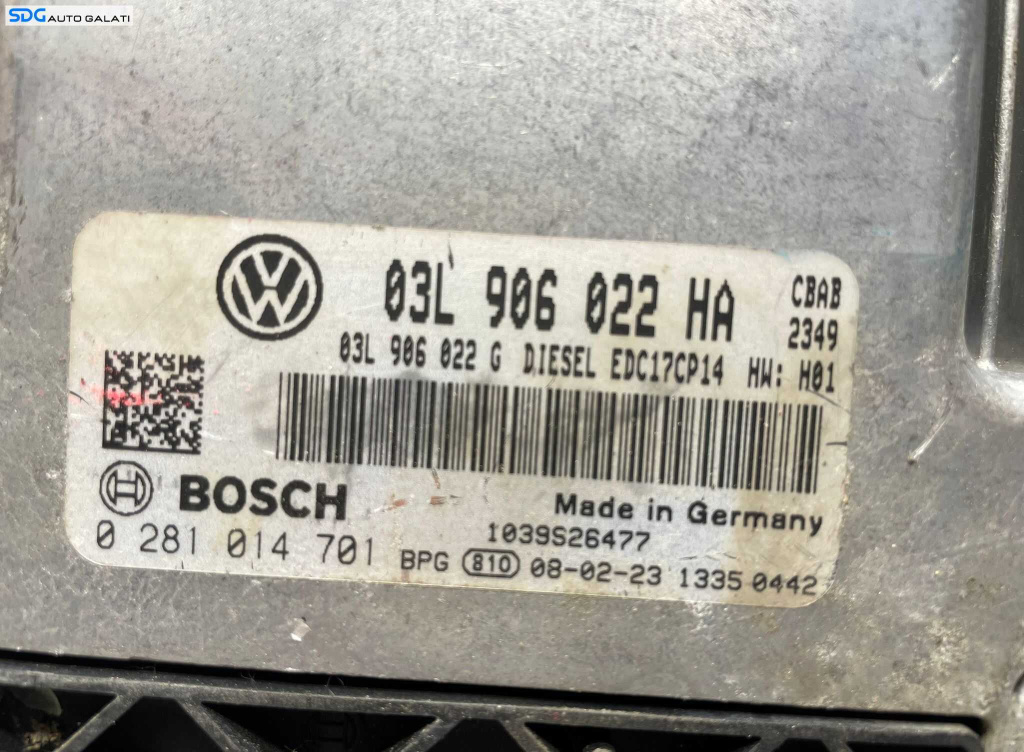 SDG AUTO GALATI
03L 906 022 HA CBAB
2349
03L 906 022 G DIESEL EDC17CP14 HW: H01
BOSCH
Made in Germany
0 281 014 701
1039S26477
BPG 810 08-02-23 1335 0442